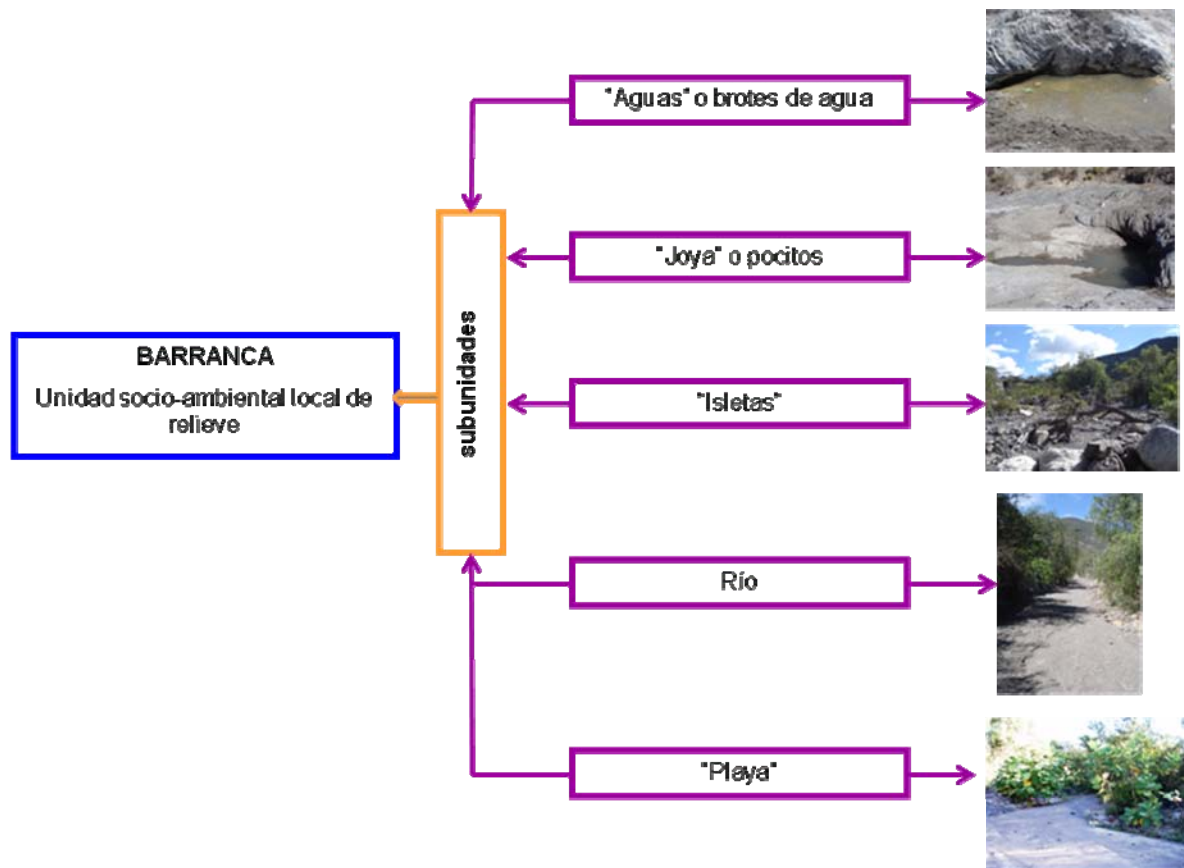 "Aguas" o brotes de agua
"Joya" o pocitos
BARRANCA
Unidad socio-ambiental local de
relieve
subunidades
"Isletas"
Río
"Playa"